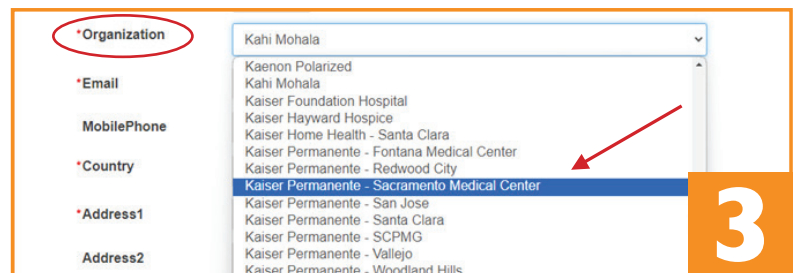 *Organization
Kahi Mohala
Kaenon Polarized
*Email
Kahi Mohala
Kaiser Foundation Hospital
Kaiser Hayward Hospice
MobilePhone
Kaiser Home Health - Santa Clara
Kaiser Permanente - Fontana Medical Center
*Country
Kaiser Permanente - Redwood City
Kaiser Permanente - Sacramento Medical Center
Kaiser Permanente - San Jose
*Address1
Kaiser Permanente - Santa Clara
Kaiser Permanente - SCPMG
Kaiser Permanente - Vallejo
Address2
Kaiser Permanente - Woodland Hills
3